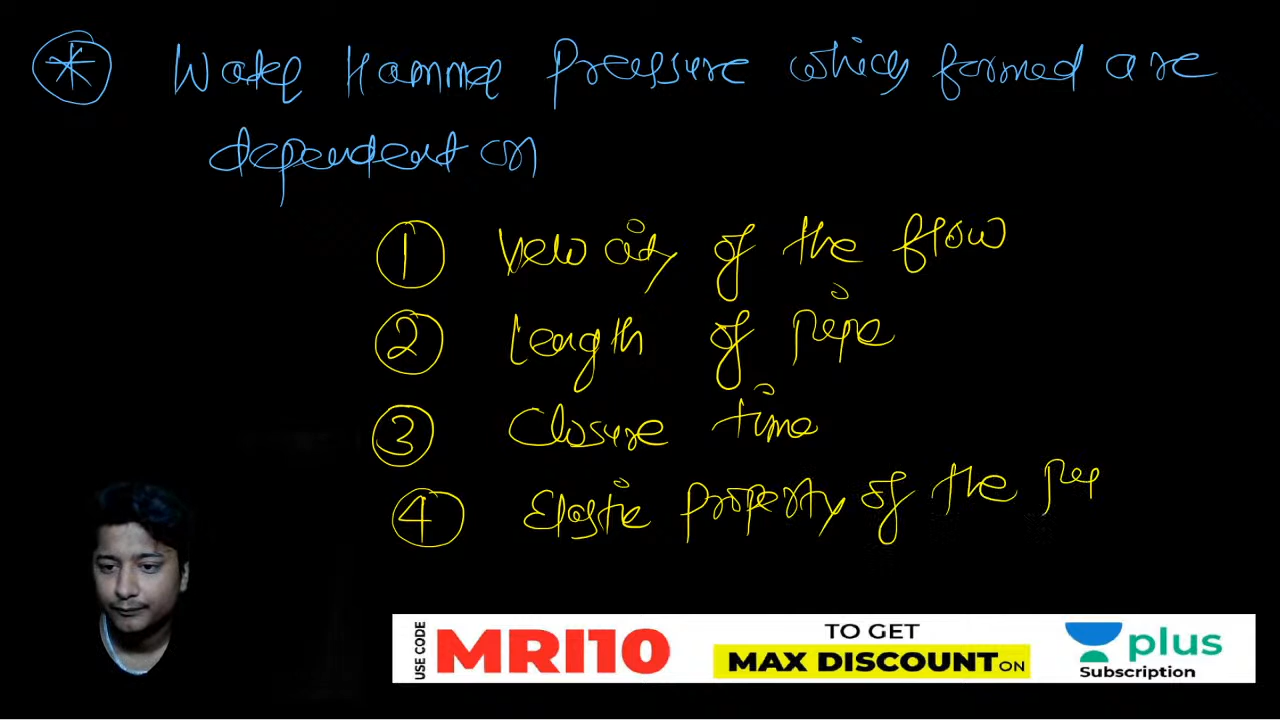 * Water Hammer Pressure which formed are
dependent on
1 Velocity of the flow
2 Length of Pipe
3 Closure time
4 Elastic Property of the Pip
USE CODE
MRI10
TO GET
MAX DISCOUNT ON
plus
Subscription